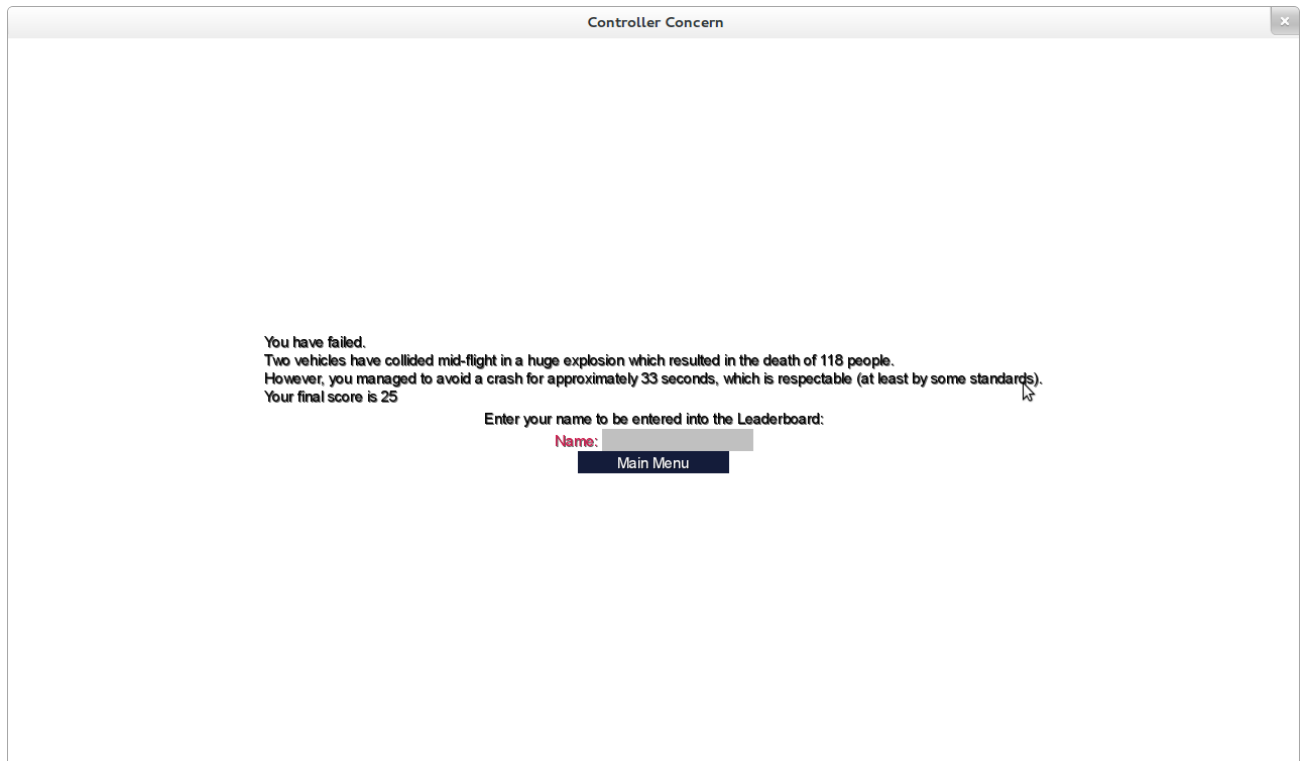 Controller Concern
You have failed.
Two vehicles have collided mid-flight in a huge explosion which resulted in the death of 118 people.
However, you managed to avoid a crash for approximately 33 seconds, which is respectable (at least by some standards).
Your final score is 25
Enter your name to be entered into the Leaderboard:
Name:
Main Menu